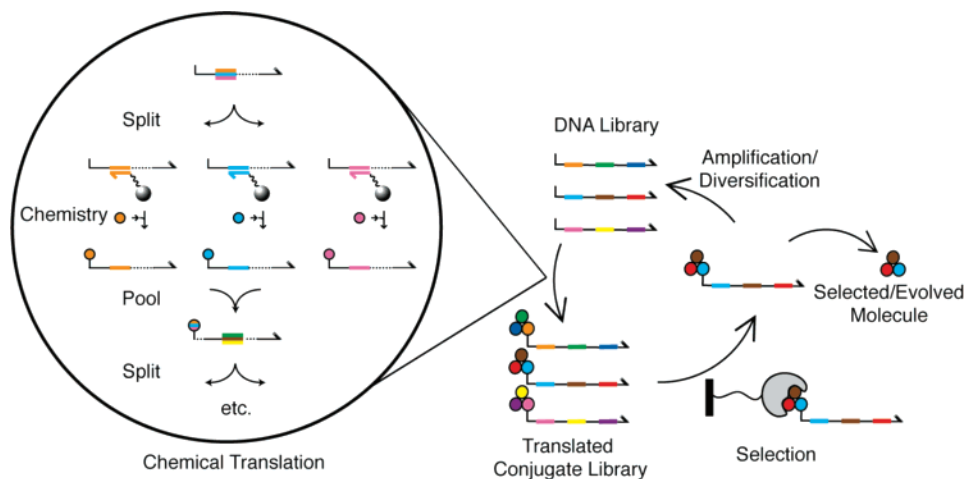 Split
Chemistry
Pool
Split
etc.
Chemical Translation
DNA Library
Amplification/
Diversification
Selected/Evolved
Molecule
Translated
Conjugate Library
Selection